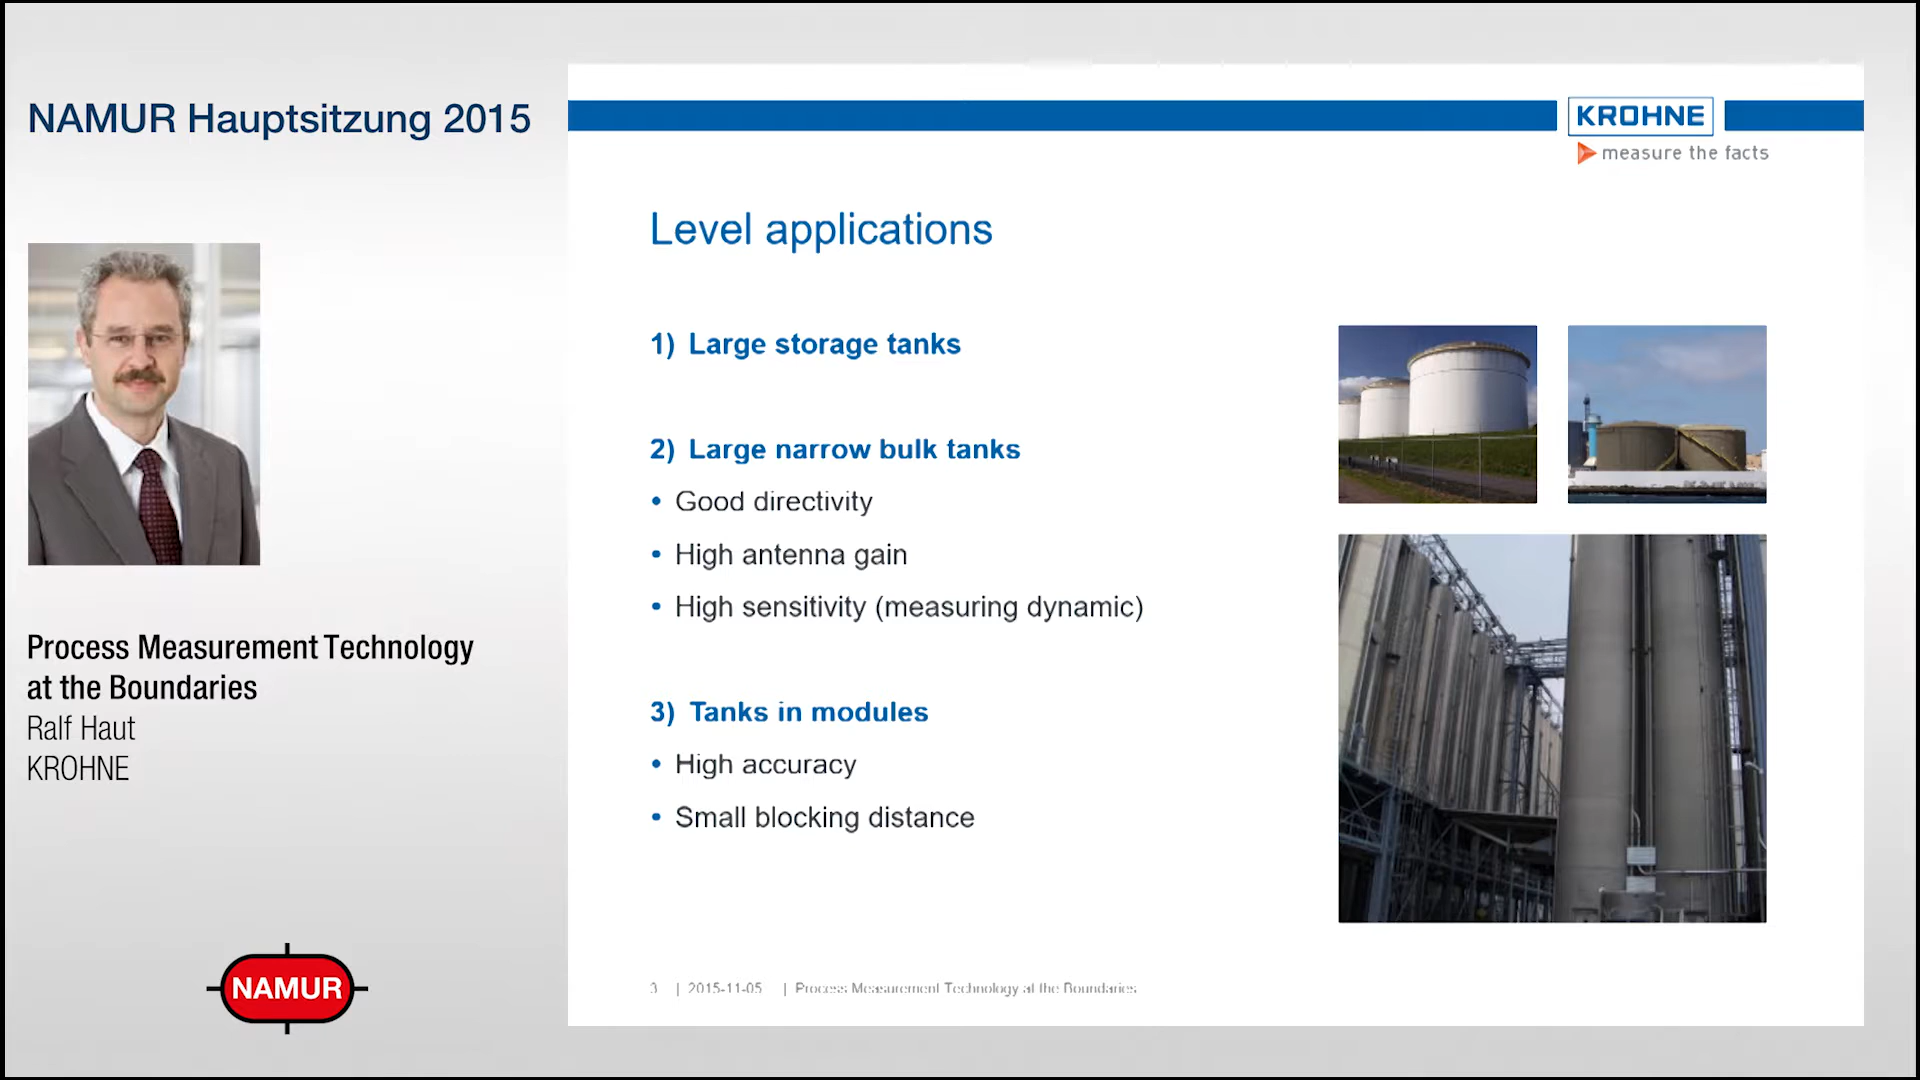 NAMUR Hauptsitzung 2015
Process Measurement Technology
at the Boundaries
Ralf Haut
KROHNE
NAMUR
KROHNE
measure the facts
Level applications
1) Large storage tanks
2) Large narrow bulk tanks
• Good directivity
• High antenna gain
• High sensitivity (measuring dynamic)
3) Tanks in modules
• High accuracy
• Small blocking distance
3 | 2015-11-05 | Process Measurement Technology at the Boundaries